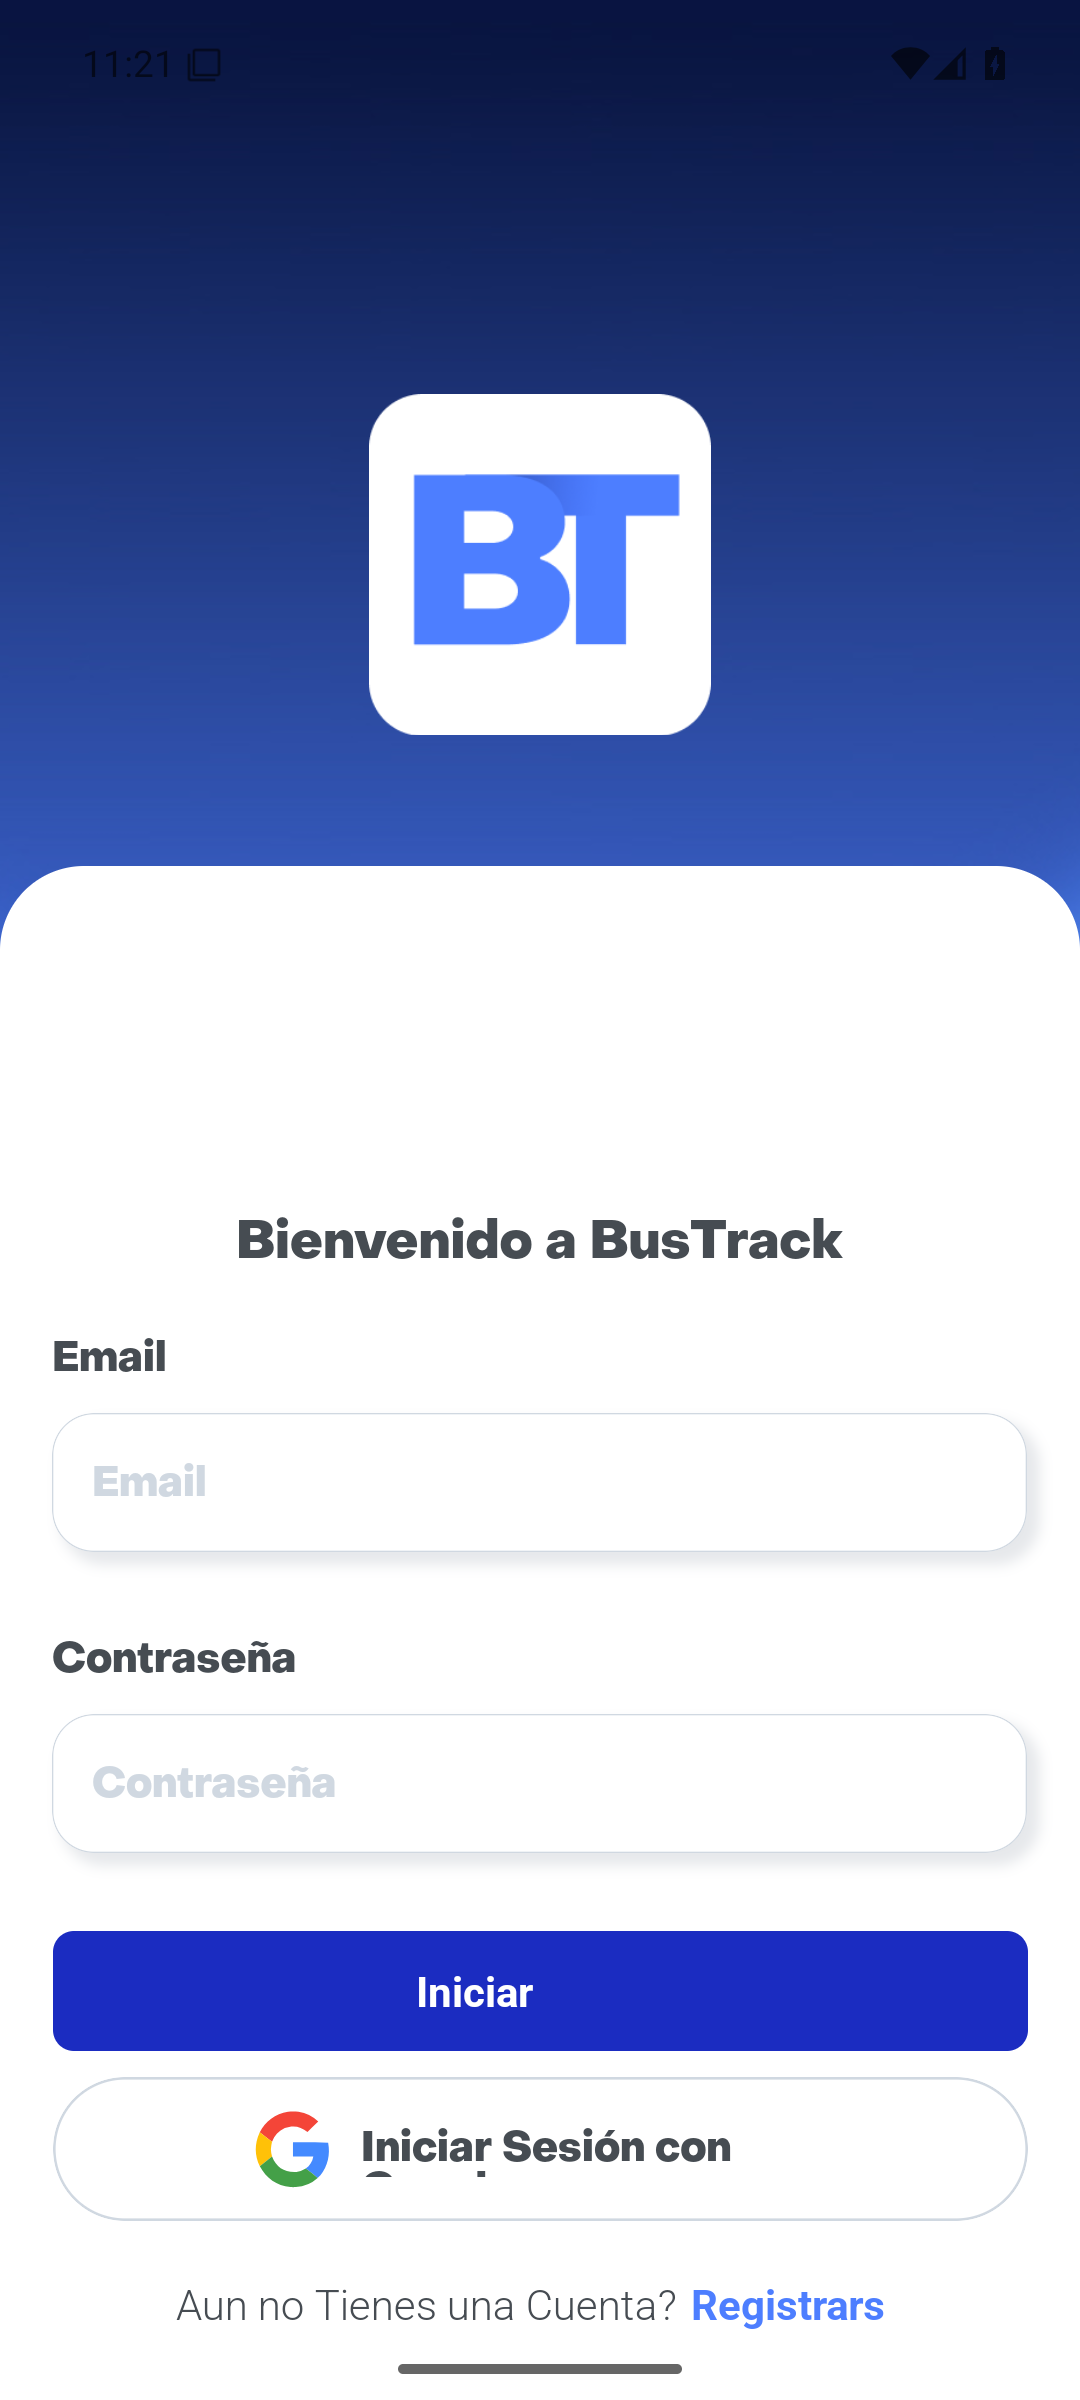 11:21
BT
Bienvenido a BusTrack
Email
Email
Contraseña
Contraseña
Iniciar
Iniciar Sesión con
Aun no Tienes una Cuenta? Registrars